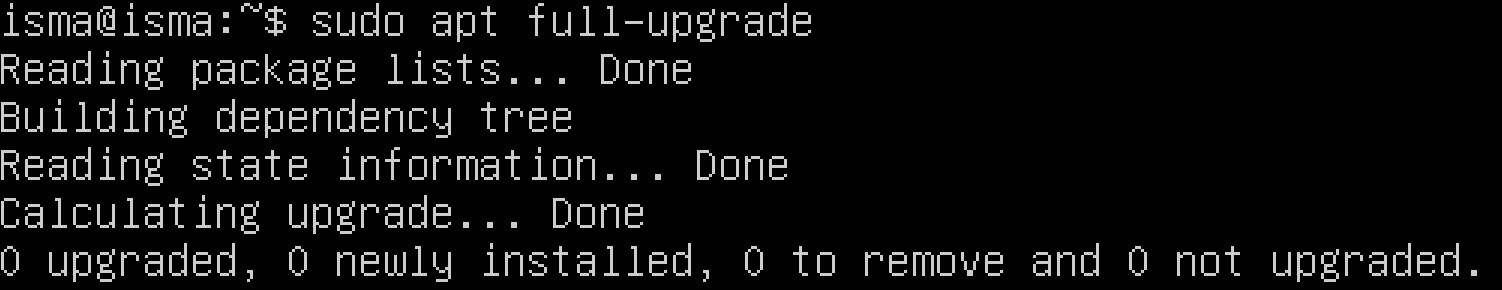 isma@isma:~$ sudo apt full-upgrade
Reading package lists... Done
Building dependency tree
Reading state information... Done
Calculating upgrade... Done
0 upgraded, 0 newly installed, 0 to remove and 0 not upgraded.